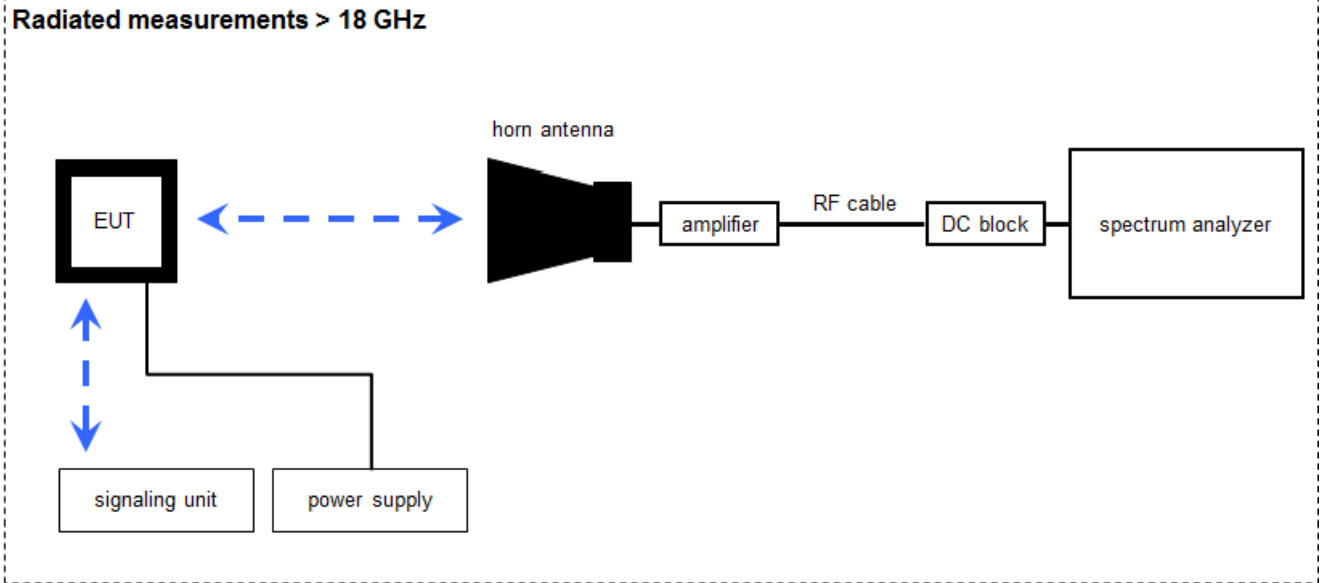 Radiated measurements > 18 GHz
horn antenna
EUT
amplifier
RF cable
DC block
spectrum analyzer
signaling unit
power supply